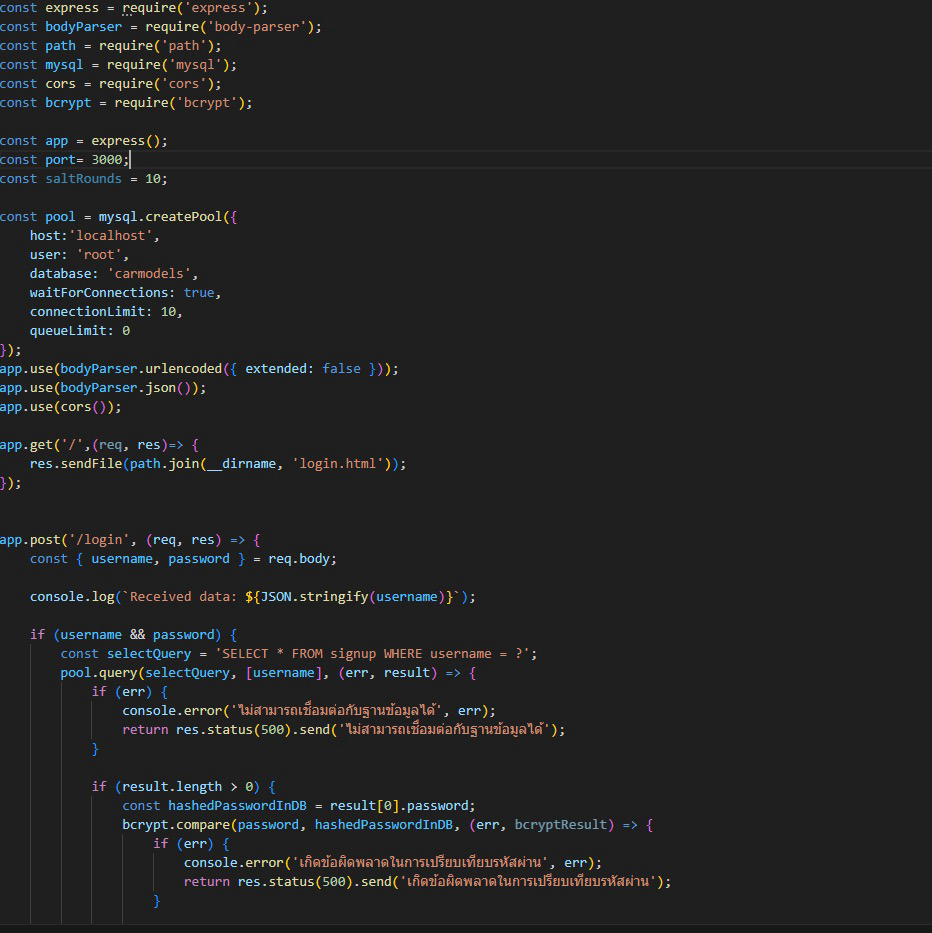 const express = require('express');
const bodyParser = require('body-parser');
const path = require('path');
const mysql = require('mysql');
const cors = require('cors');
const bcrypt = require('bcrypt');
const app = express();
const port= 3000;
const saltRounds = 10;
const pool = mysql.createPool({
    host:'localhost',
    user: 'root',
    database: 'carmodels',
    waitForConnections: true,
    connectionLimit: 10,
    queueLimit: 0
});
app.use(bodyParser.urlencoded({ extended: false }));
app.use(bodyParser.json());
app.use(cors());
app.get('/',(req, res)=> {
    res.sendFile(path.join(__dirname, 'login.html'));
});
app.post('/login', (req, res) => {
    const { username, password } = req.body;
    console.log(`Received data: ${JSON.stringify(username)}`);
    if (username && password) {
        const selectQuery = 'SELECT * FROM signup WHERE username = ?';
        pool.query(selectQuery, [username], (err, result) => {
            if (err) {
                console.error('ไม่สามารถเชื่อมต่อกับฐานข้อมูลได้', err);
                return res.status(500).send('ไม่สามารถเชื่อมต่อกับฐานข้อมูลได้');
            }
            if (result.length > 0) {
                const hashedPasswordInDB = result[0].password;
                bcrypt.compare(password, hashedPasswordInDB, (err, bcryptResult) => {
                    if (err) {
                        console.error('เกิดข้อผิดพลาดในการเปรียบเทียบรหัสผ่าน', err);
                        return res.status(500).send('เกิดข้อผิดพลาดในการเปรียบเทียบรหัสผ่าน');
                    }